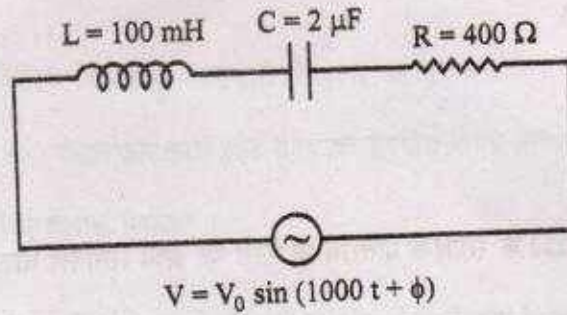 L = 100 mH
C = 2 μF
R = 400 Ω
~
V = V₀ sin (1000 t + ϕ)